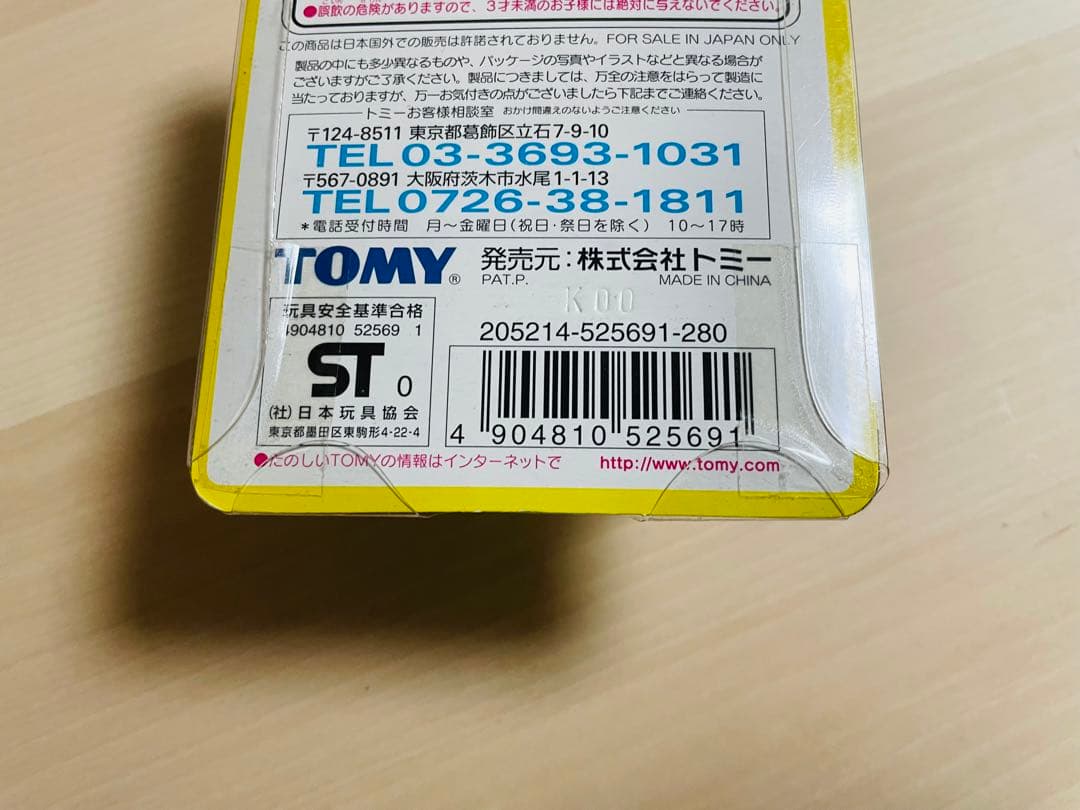 ●誤飲の危険がありますので、3才未満のお子様には絶対に与えないでください。
この商品は日本国外での販売は許諾されておりません。FOR SALE IN JAPAN ONLY
製品の中にも多少異なるものや、パッケージの写真やイラストなどと異なる場合が
ございますがご了承ください。製品につきましては、万全の注意をはらって製造に
当たっておりますが、万一お気付きの点がございましたら下記までご連絡ください。
トミーお客様相談室 おかけ間違えのないようご注意ください
〒124-8511 東京都葛飾区立石7-9-10
TEL 03-3693-1031
〒567-0891 大阪府茨木市水尾1-1-13
TEL 0726-38-1811
*電話受付時間 月〜金曜日(祝日・祭日を除く) 10〜17時
TOMY® 発売元:株式会社トミー
PAT.P. MADE IN CHINA
K00
玩具安全基準合格
4904810 52569 1
ST 0
(社)日本玩具協会
東京都墨田区東駒形4-22-4
205214-525691-280
4 904810 525691
●たのしいTOMYの情報はインターネットで http://www.tomy.com